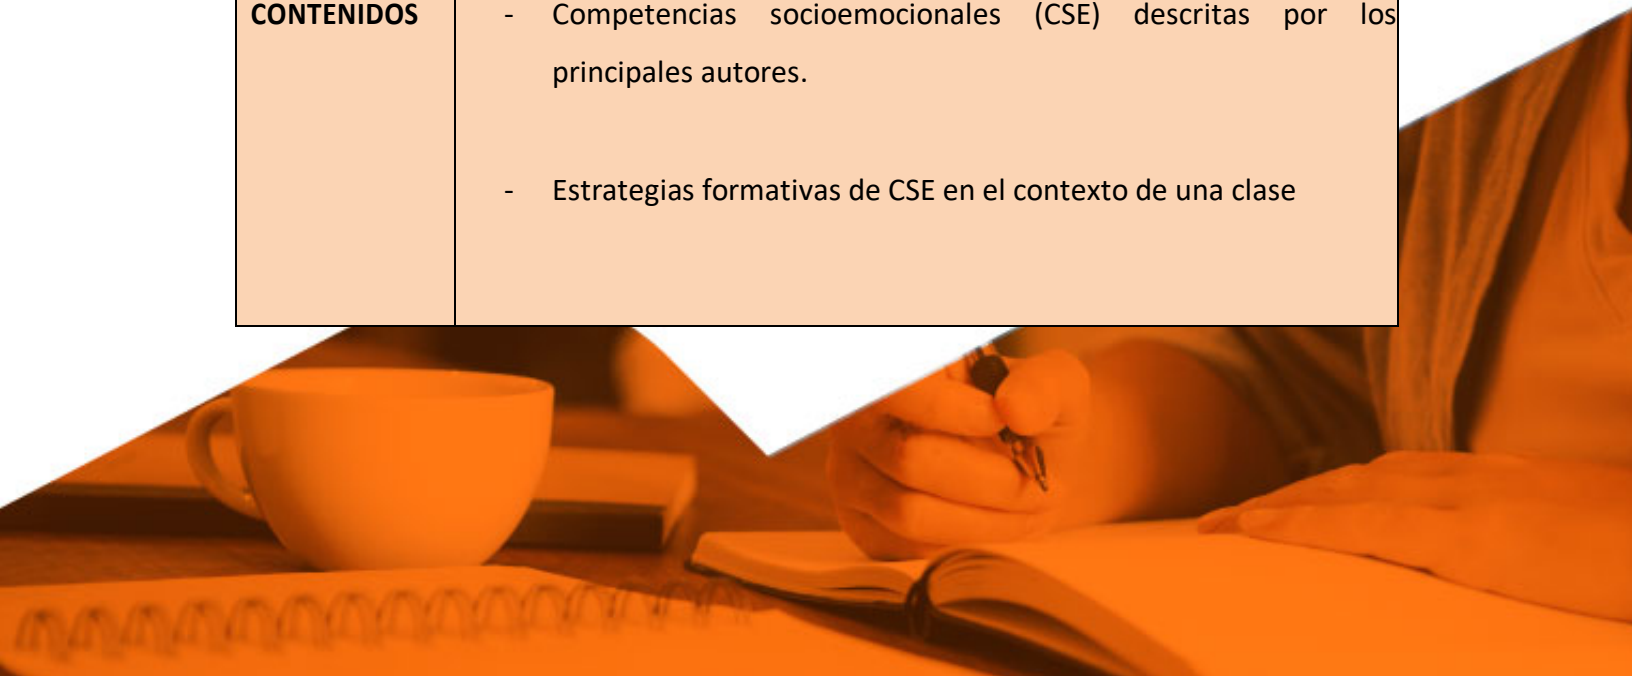 CONTENIDOS
- Competencias socioemocionales (CSE) descritas por los
principales autores.
- Estrategias formativas de CSE en el contexto de una clase